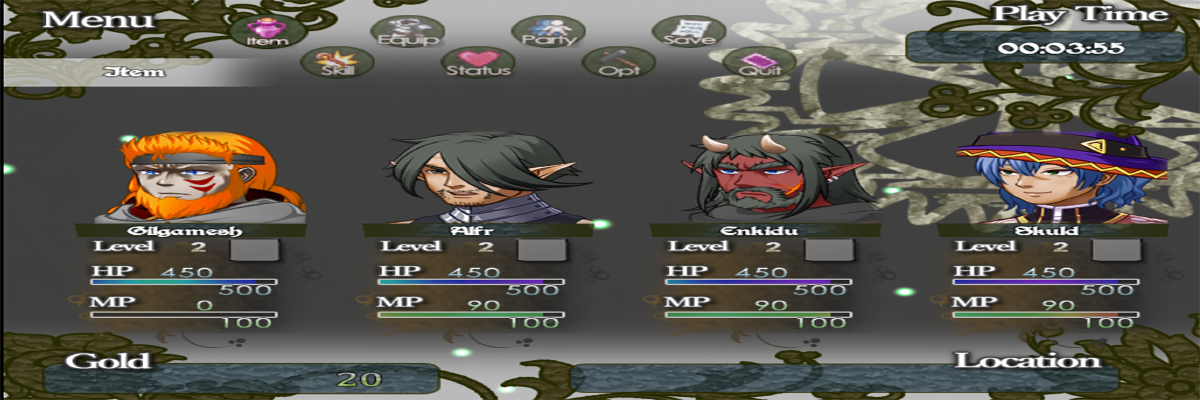 Menu
Item
Equip
Party
Save
Play Time
00:03:55
Skill
Status
Opt
Quit
Item
Gilgamesh
Alfr
Enkidu
Skuld
Level 2
Level 2
Level 2
Level 2
HP 450
HP 450
HP 450
HP 450
500
500
500
500
MP 0
MP 90
MP 90
MP 90
100
100
100
100
Gold
Location
20